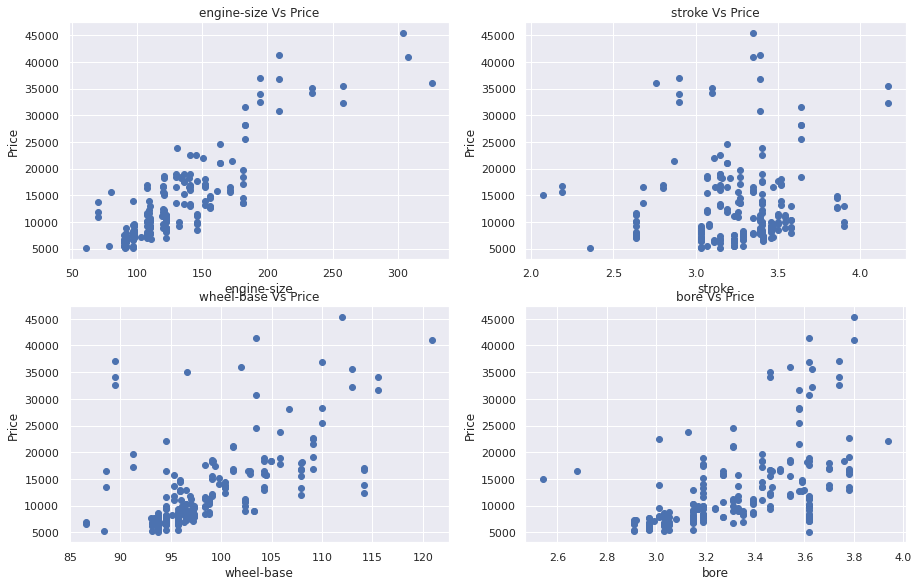 engine-size Vs Price
Price
45000
40000
35000
30000
25000
20000
15000
10000
5000
50 100 150 200 250 300
engine-size
stroke Vs Price
Price
45000
40000
35000
30000
25000
20000
15000
10000
5000
2.0 2.5 3.0 3.5 4.0
stroke
wheel-base Vs Price
Price
45000
40000
35000
30000
25000
20000
15000
10000
5000
85 90 95 100 105 110 115 120
wheel-base
bore Vs Price
Price
45000
40000
35000
30000
25000
20000
15000
10000
5000
2.6 2.8 3.0 3.2 3.4 3.6 3.8 4.0
bore